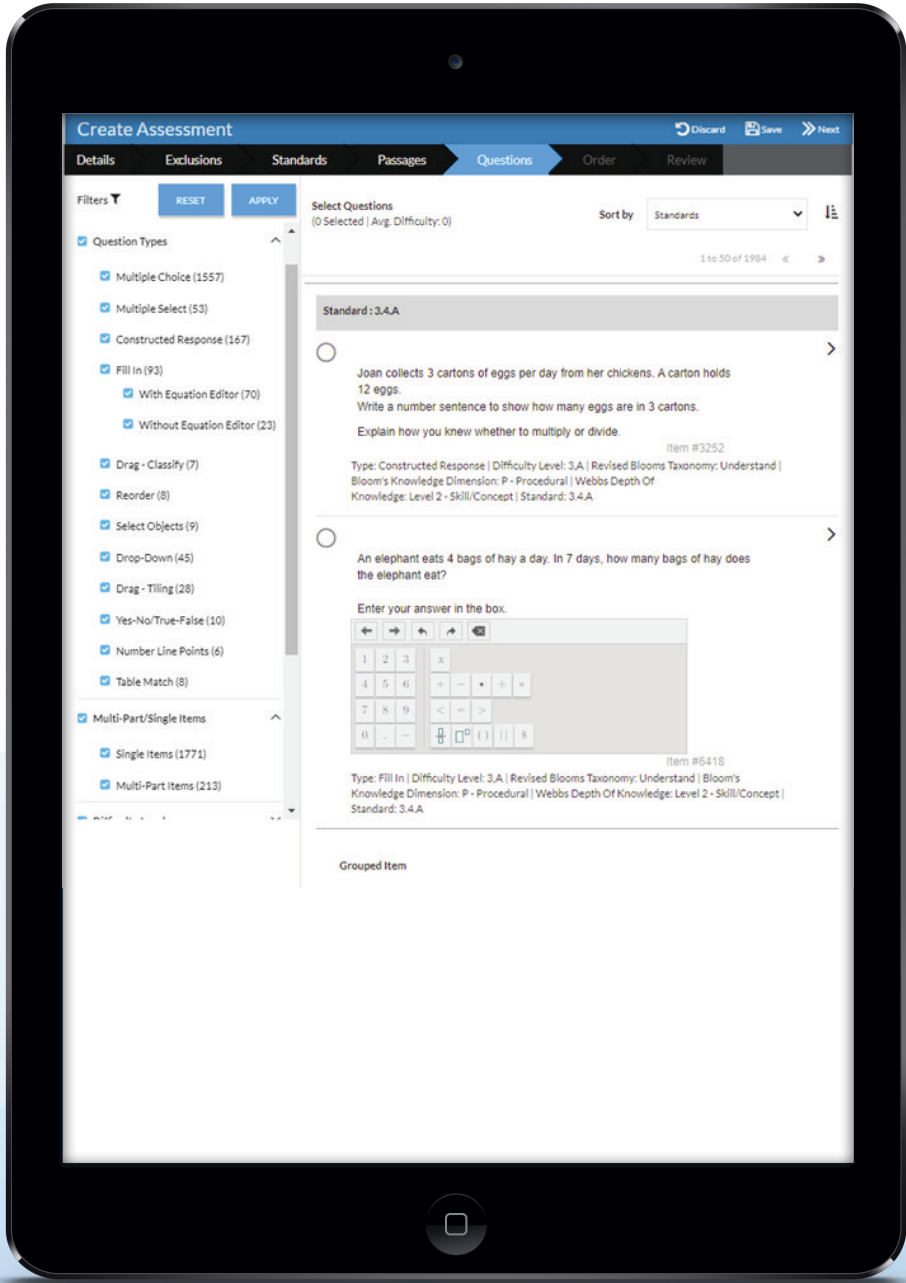 Create Assessment
Discard Save Next
Details Exclusions Standards Passages Questions Order Review
Filters RESET APPLY
Question Types
Multiple Choice (1557)
Multiple Select (53)
Constructed Response (167)
Fill In (93)
With Equation Editor (70)
Without Equation Editor (23)
Drag - Classify (7)
Reorder (8)
Select Objects (9)
Drop-Down (45)
Drag - Tiling (28)
Yes-No/True-False (10)
Number Line Points (6)
Table Match (8)
Multi-Part/Single Items
Single Items (1771)
Multi-Part Items (213)
Select Questions
(0 Selected | Avg. Difficulty: 0)
Sort by Standards
1 to 50 of 1984 « »
Standard : 3.4.A
Joan collects 3 cartons of eggs per day from her chickens. A carton holds
12 eggs.
Write a number sentence to show how many eggs are in 3 cartons.
Explain how you knew whether to multiply or divide.
Item #3252
Type: Constructed Response | Difficulty Level: 3,A | Revised Blooms Taxonomy: Understand |
Bloom's Knowledge Dimension: P - Procedural | Webbs Depth Of
Knowledge: Level 2 - Skill/Concept | Standard: 3.4.A
An elephant eats 4 bags of hay a day. In 7 days, how many bags of hay does
the elephant eat?
Enter your answer in the box.
1 2 3 x
4 5 6 + − • ÷ ×
7 8 9 < = >
0 . − ( ) | | $
Item #6418
Type: Fill In | Difficulty Level: 3,A | Revised Blooms Taxonomy: Understand | Bloom's
Knowledge Dimension: P - Procedural | Webbs Depth Of Knowledge: Level 2 - Skill/Concept |
Standard: 3.4.A
Grouped Item